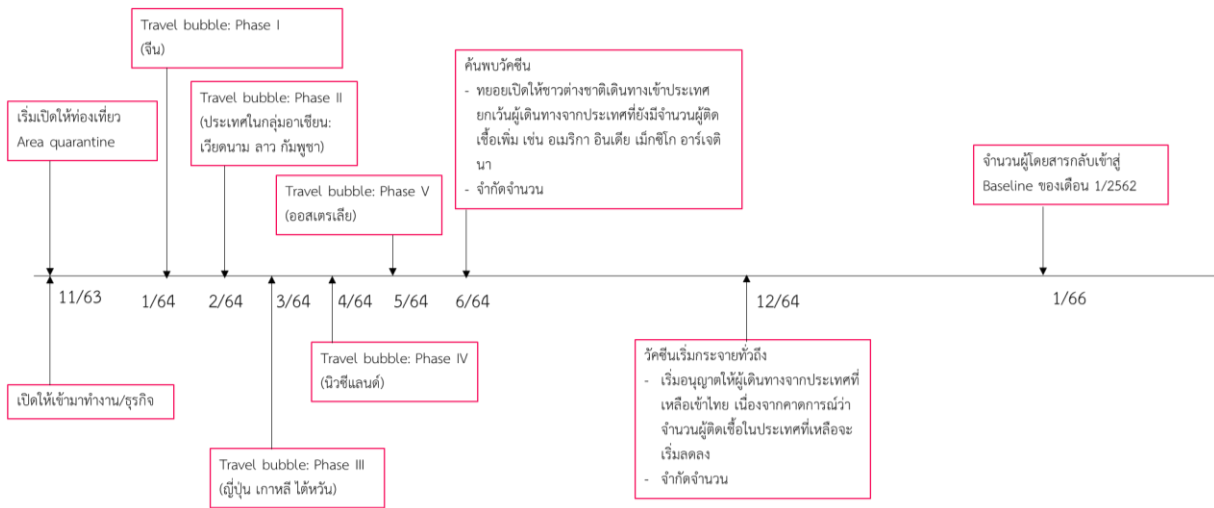 Travel bubble: Phase I
(จีน)
เริ่มเปิดให้ท่องเที่ยว
Area quarantine
Travel bubble: Phase II
(ประเทศในกลุ่มอาเซียน:
เวียดนาม ลาว กัมพูชา)
Travel bubble: Phase V
(ออสเตรเลีย)
ค้นพบวัคซีน
- ทยอยเปิดให้ชาวต่างชาติเดินทางเข้าประเทศ
ยกเว้นผู้เดินทางจากประเทศที่ยังมีจำนวนผู้ติด
เชื้อเพิ่ม เช่น อเมริกา อินเดีย เม็กซิโก อาร์เจติ
นา
- จำกัดจำนวน
จำนวนผู้โดยสารกลับเข้าสู่
Baseline ของเดือน 1/2562
11/63
1/64
2/64
3/64
4/64
5/64
6/64
12/64
1/66
เปิดให้เข้ามาทำงาน/ธุรกิจ
Travel bubble: Phase III
(ญี่ปุ่น เกาหลี ไต้หวัน)
Travel bubble: Phase IV
(นิวซีแลนด์)
วัคซีนเริ่มกระจายทั่วถึง
- เริ่มอนุญาตให้ผู้เดินทางจากประเทศที่
เหลือเข้าไทย เนื่องจากคาดการณ์ว่า
จำนวนผู้ติดเชื้อในประเทศที่เหลือจะ
เริ่มลดลง
- จำกัดจำนวน